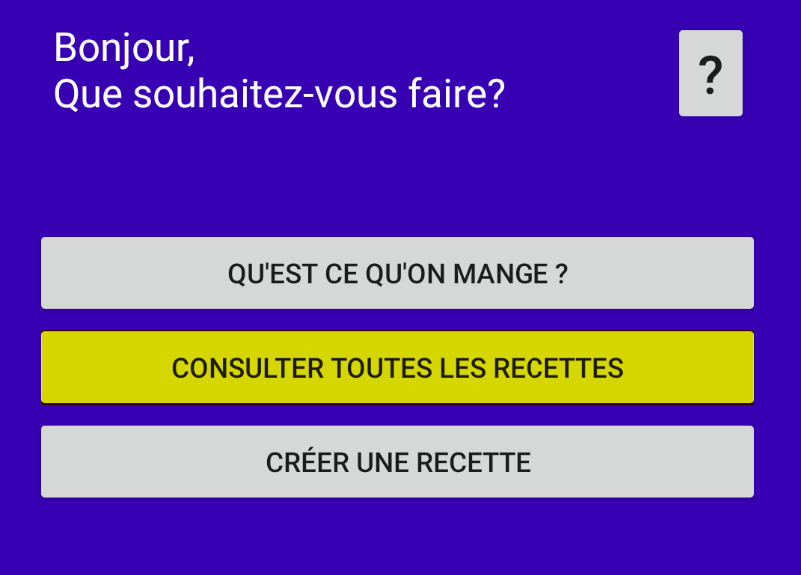 Bonjour,
Que souhaitez-vous faire?
?
QU'EST CE QU'ON MANGE ?
CONSULTER TOUTES LES RECETTES
CRÉER UNE RECETTE